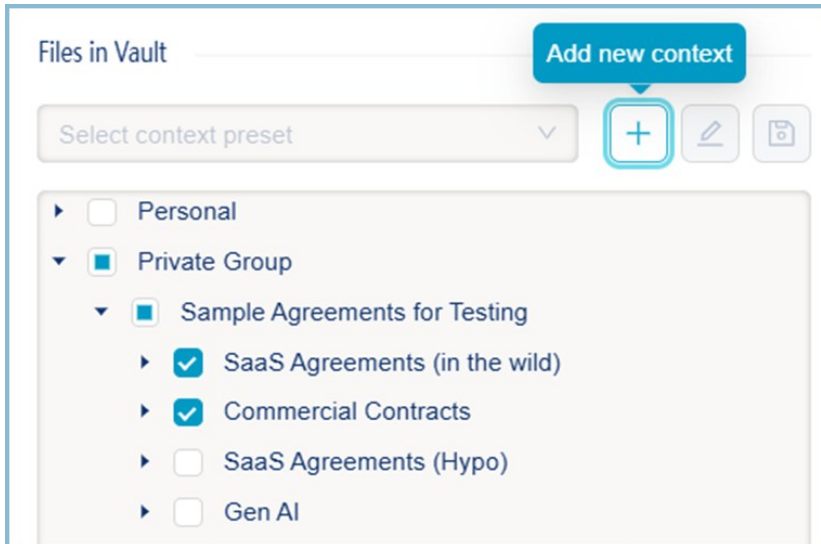 Files in Vault
Add new context
Select context preset
Personal
Private Group
Sample Agreements for Testing
SaaS Agreements (in the wild)
Commercial Contracts
SaaS Agreements (Hypo)
Gen AI